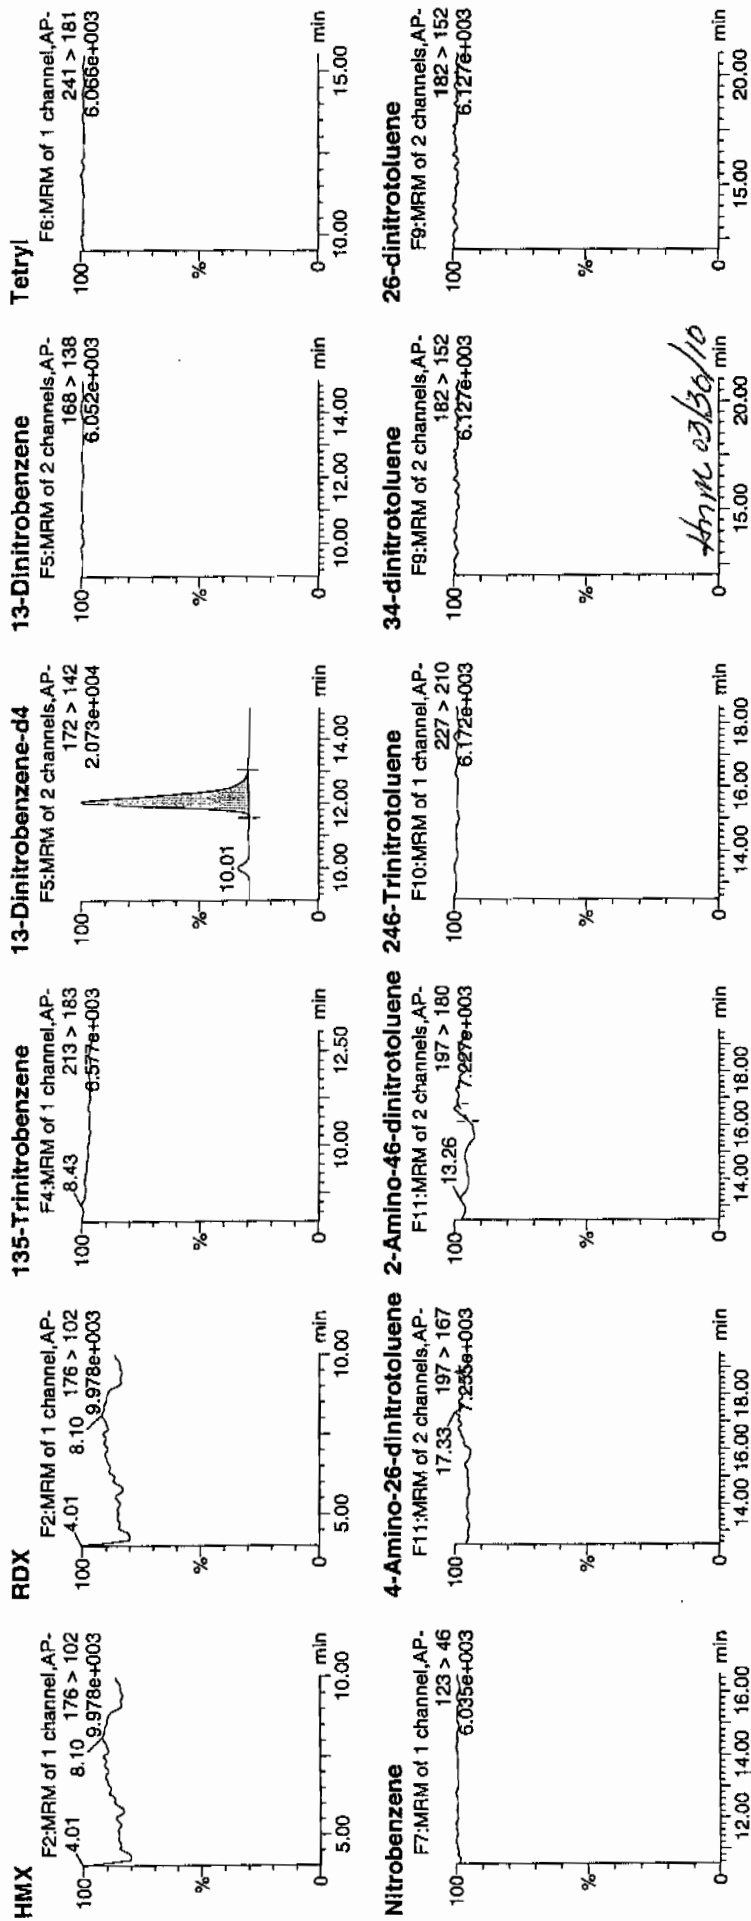 HMX
F2:MRM of 1 channel,AP-
176 > 102
9.978e+003
4.01
8.10
100
%
0
5.00
10.00
min
RDX
F2:MRM of 1 channel,AP-
176 > 102
9.978e+003
4.01
8.10
100
%
0
5.00
10.00
min
135-Trinitrobenzene
F4:MRM of 1 channel,AP-
213 > 183
6.577e+003
8.43
100
%
0
10.00
12.50
min
13-Dinitrobenzene-d4
F5:MRM of 2 channels,AP-
172 > 142
2.073e+004
10.01
100
%
0
10.00
12.00
14.00
min
13-Dinitrobenzene
F5:MRM of 2 channels,AP-
168 > 138
6.052e+003
100
%
0
10.00
12.00
14.00
min
Tetryl
F6:MRM of 1 channel,AP-
241 > 181
6.066e+003
100
%
0
10.00
15.00
min
Nitrobenzene
F7:MRM of 1 channel,AP-
123 > 46
6.035e+003
100
%
0
12.00
14.00
16.00
min
4-Amino-26-dinitrotoluene
F11:MRM of 2 channels,AP-
197 > 167
7.255e+003
17.33
100
%
0
14.00
16.00
18.00
min
2-Amino-46-dinitrotoluene
F11:MRM of 2 channels,AP-
197 > 180
7.227e+003
13.26
100
%
0
14.00
16.00
18.00
min
246-Trinitrotoluene
F10:MRM of 1 channel,AP-
227 > 210
6.172e+003
100
%
0
14.00
16.00
18.00
min
34-dinitrotoluene
F9:MRM of 2 channels,AP-
182 > 152
6.127e+003
100
%
0
15.00
20.00
min
03/30/10
26-dinitrotoluene
F9:MRM of 2 channels,AP-
182 > 152
6.127e+003
100
%
0
15.00
20.00
min